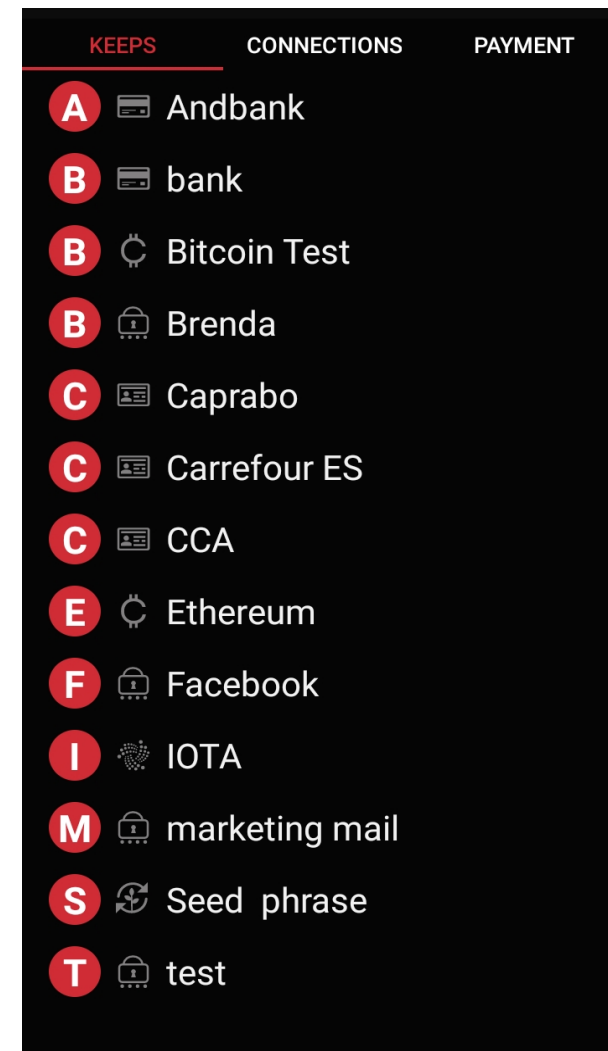 KEEPS CONNECTIONS PAYMENT
A Andbank
B bank
B Bitcoin Test
B Brenda
C Caprabo
C Carrefour ES
C CCA
E Ethereum
F Facebook
I IOTA
M marketing mail
S Seed  phrase
T test